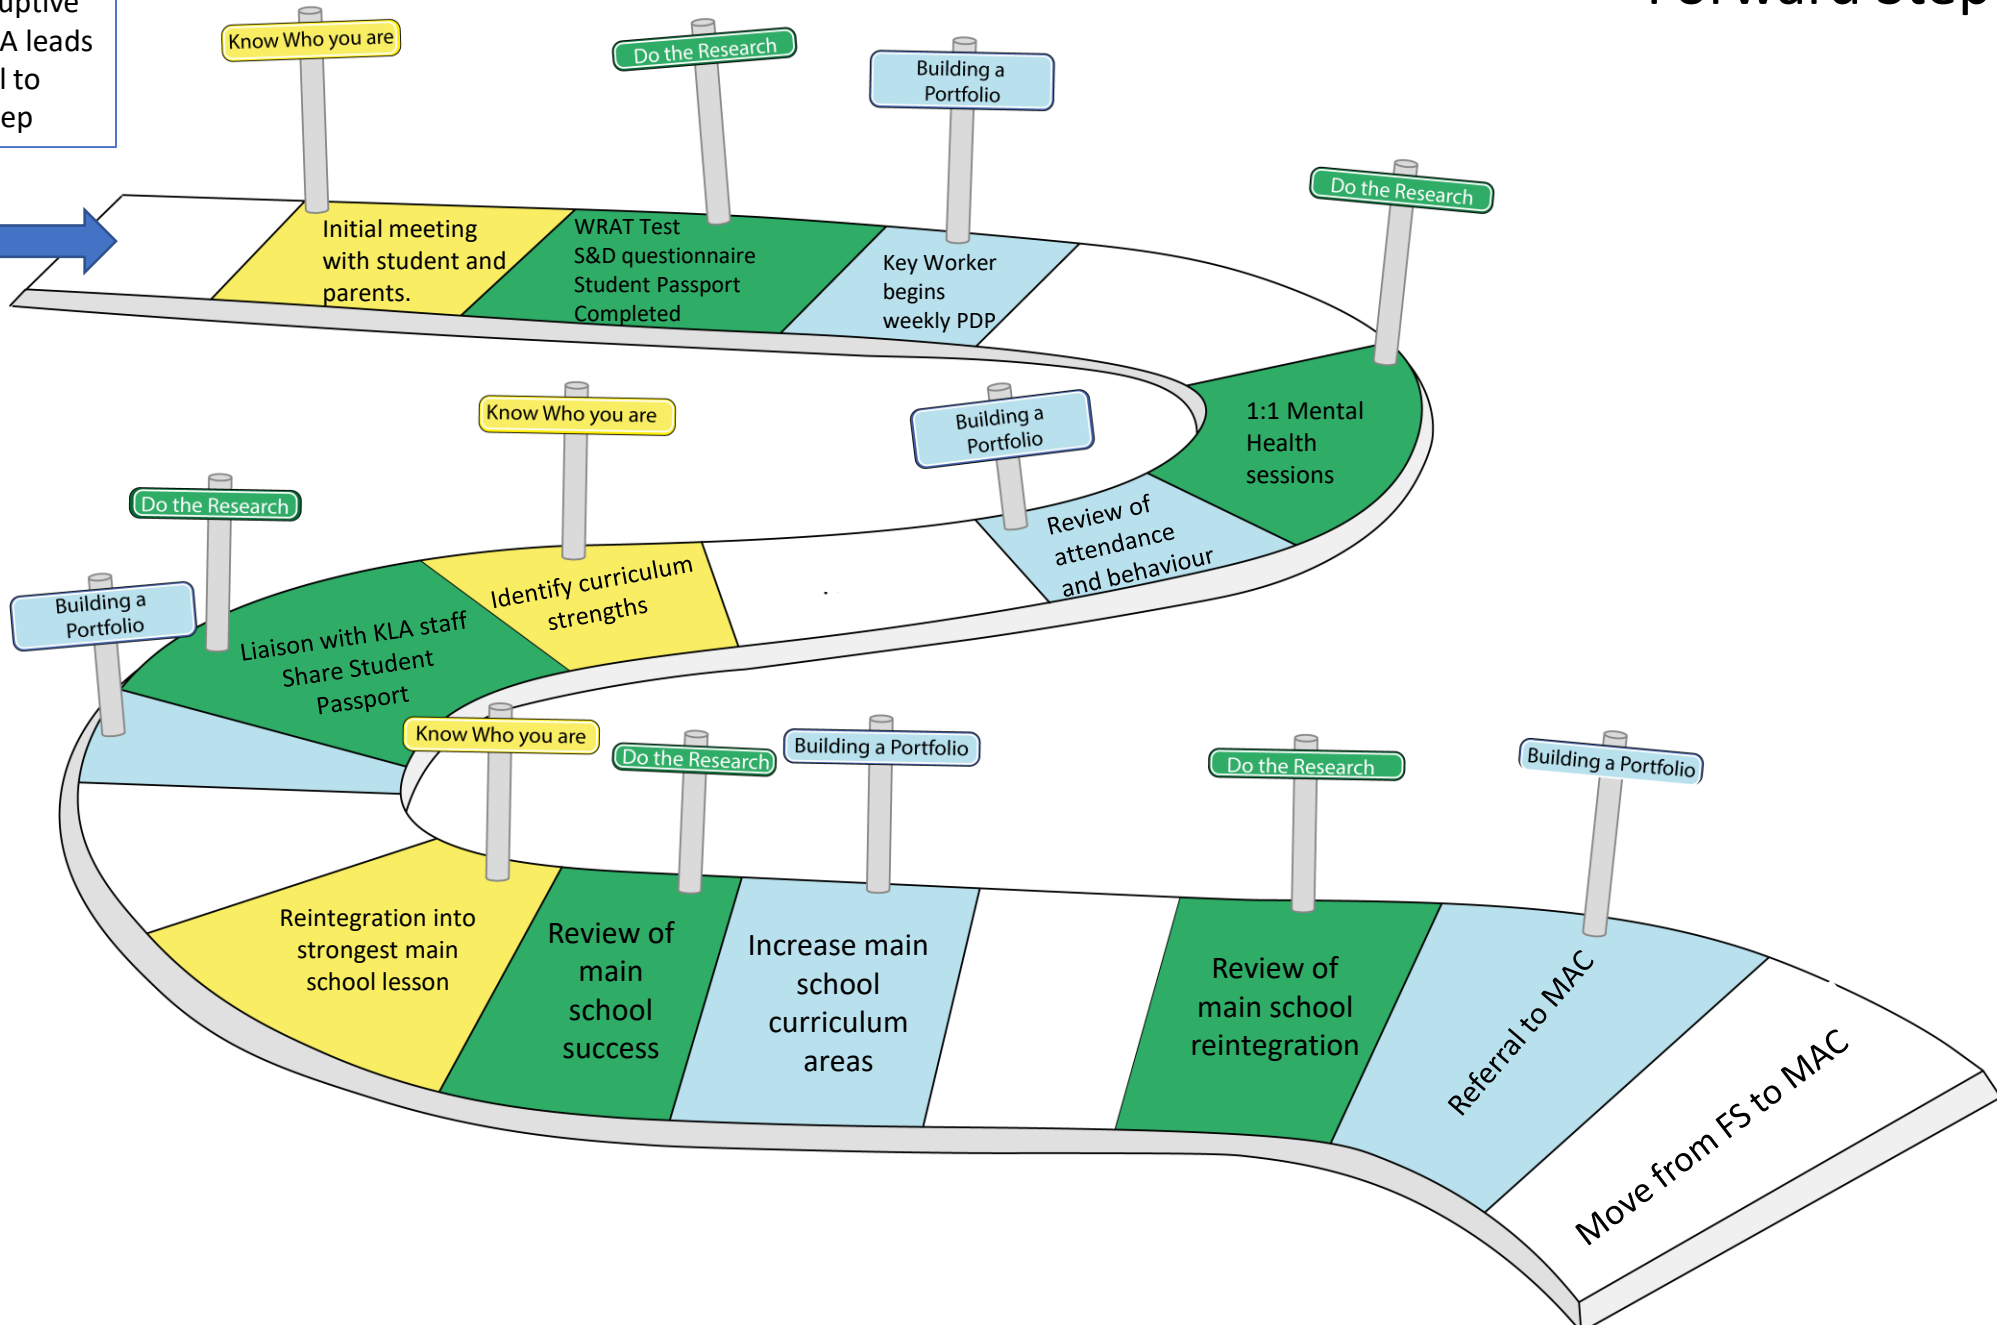 A leads
l to
ep
Forward Step
Know Who you are
Do the Research
Building a
Portfolio
Do the Research
Initial meeting
with student and
parents.
WRAT Test
S&D questionnaire
Student Passport
Completed
Key Worker
begins
weekly PDP
1:1 Mental
Health
sessions
Building a
Portfolio
Review of
attendance
and behaviour
Know Who you are
Identify curriculum
strengths
Do the Research
Liaison with KLA staff
Share Student
Passport
Building a
Portfolio
Know Who you are
Do the Research
Building a Portfolio
Do the Research
Building a Portfolio
Reintegration into
strongest main
school lesson
Review of
main
school
success
Increase main
school
curriculum
areas
Review of
main school
reintegration
Referral to MAC
Move from FS to MAC